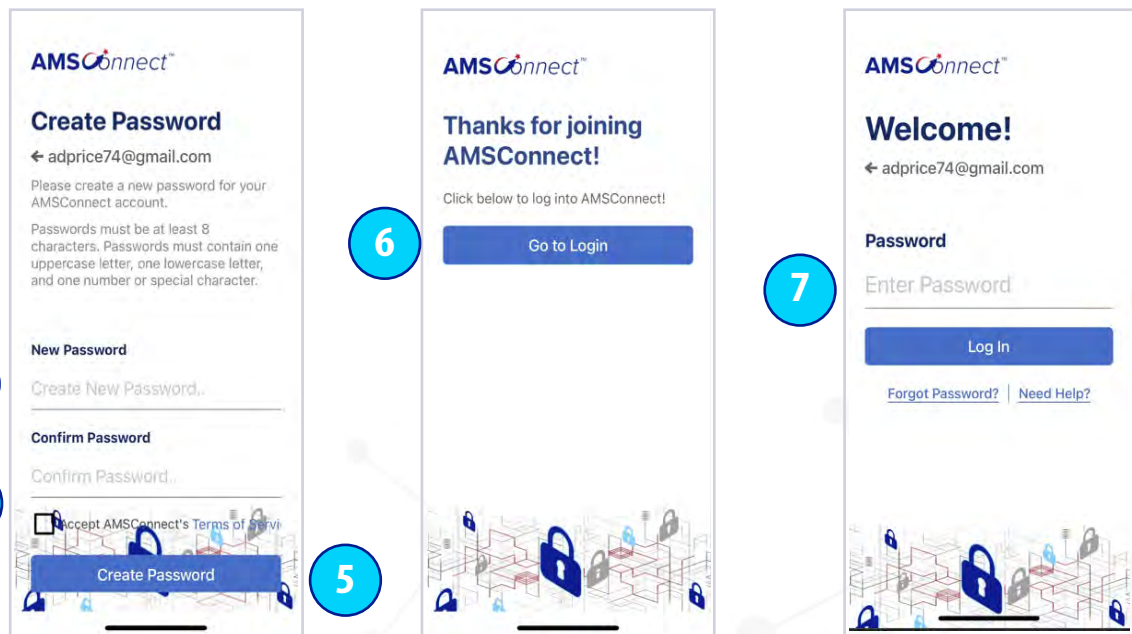 AMSConnect™
Create Password
← adprice74@gmail.com
Please create a new password for your
AMSConnect account.
Passwords must be at least 8
characters. Passwords must contain one
uppercase letter, one lowercase letter,
and one number or special character.
New Password
Create New Password..
Confirm Password
Confirm Password..
Accept AMSConnect's Terms of Servi
Create Password
5
AMSConnect™
Thanks for joining
AMSConnect!
Click below to log into AMSConnect!
6
Go to Login
AMSConnect™
Welcome!
← adprice74@gmail.com
Password
7
Enter Password
Log In
Forgot Password? | Need Help?